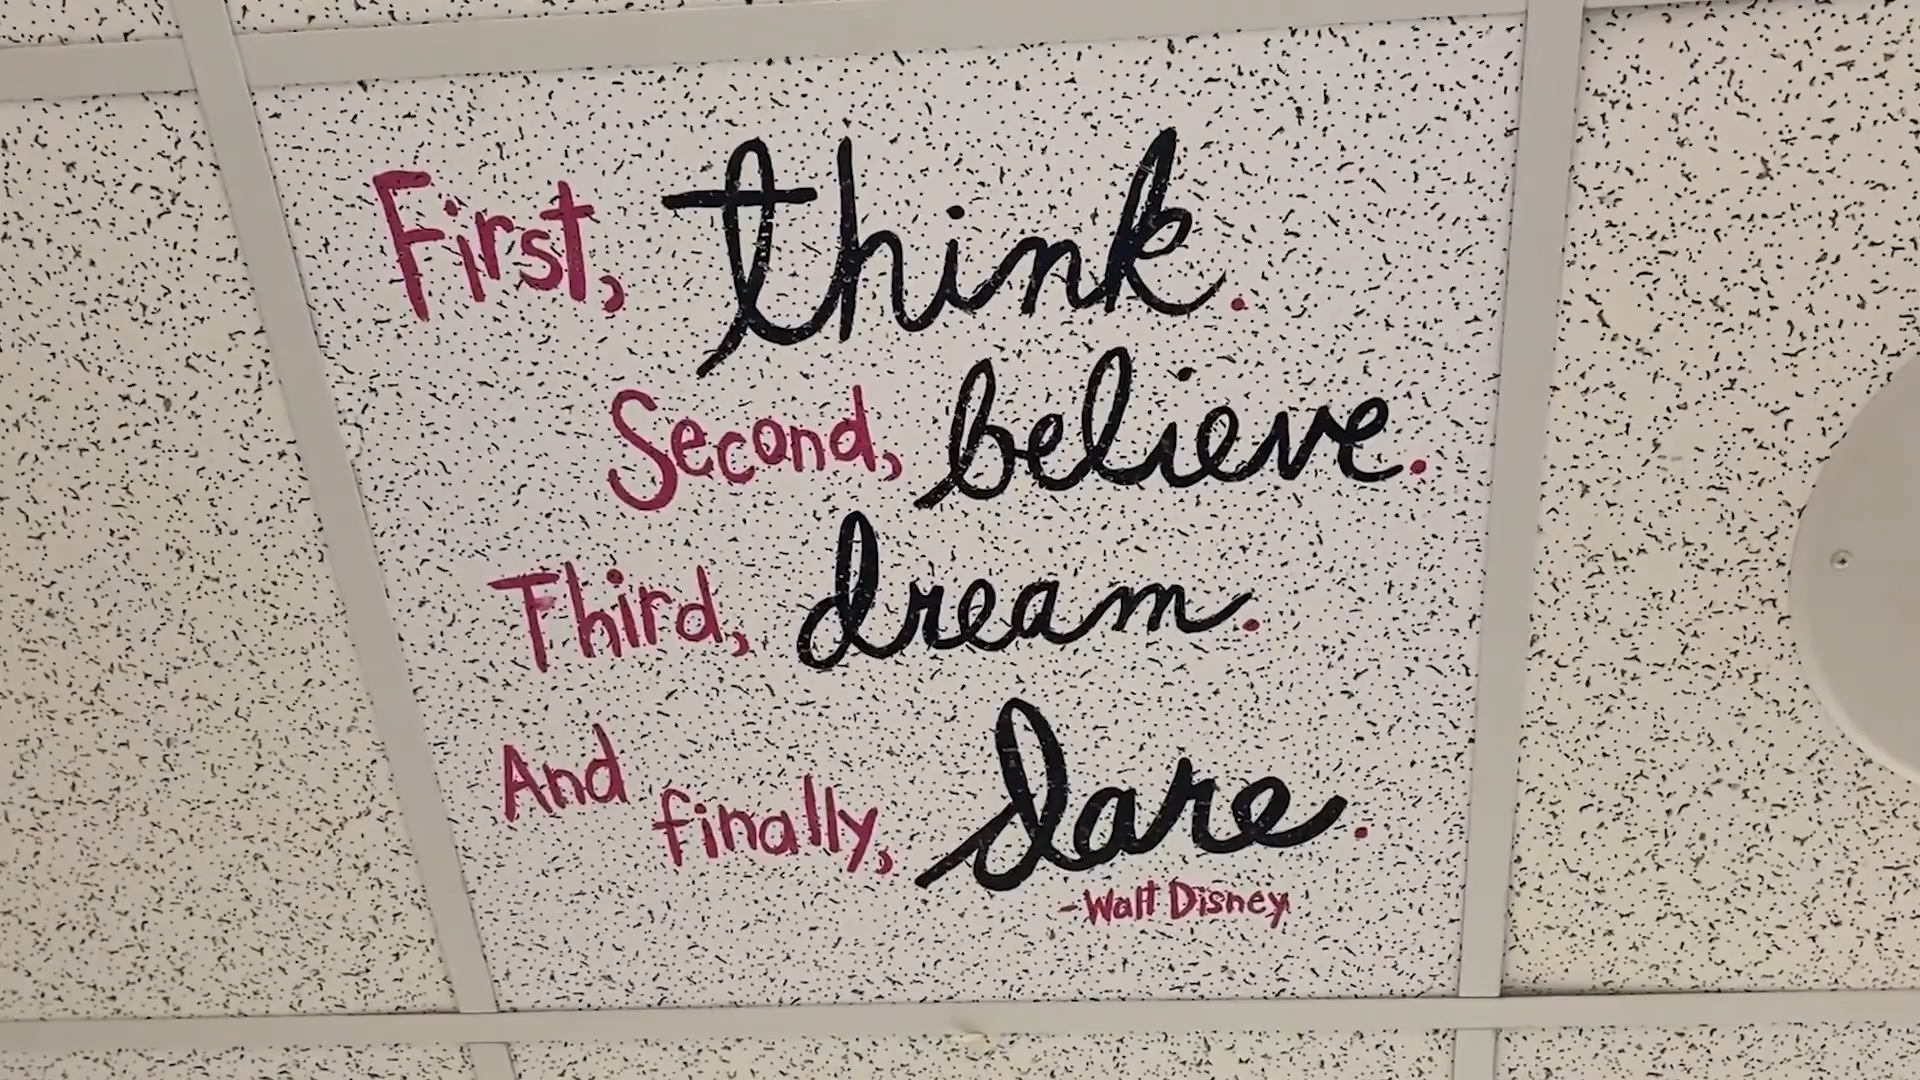 First, think.
Second, believe.
Third, dream.
And finally, dare.
-Walt Disney